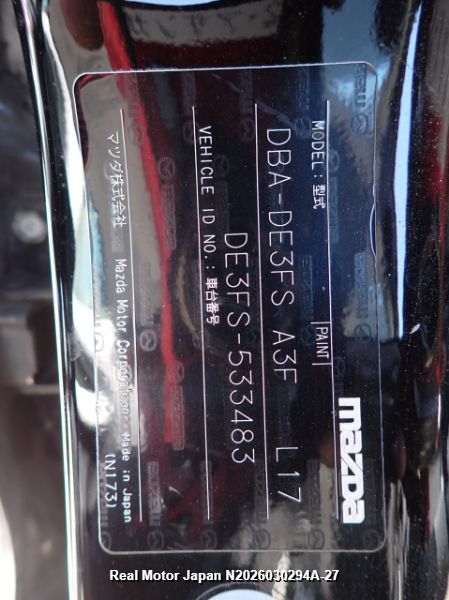 mazda
MODEL : 型式 PAINT
DBA-DE3FS A3F L17
VEHICLE ID NO. : 車台番号
DE3FS-533483
マツダ株式会社 Mazda Motor Corporation Made in Japan
(N173)
Real Motor Japan N2026030294A-27